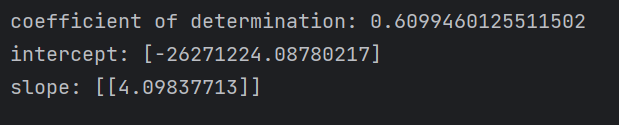 coefficient of determination: 0.6099460125511502
intercept: [-26271224.08780217]
slope: [[4.09837713]]